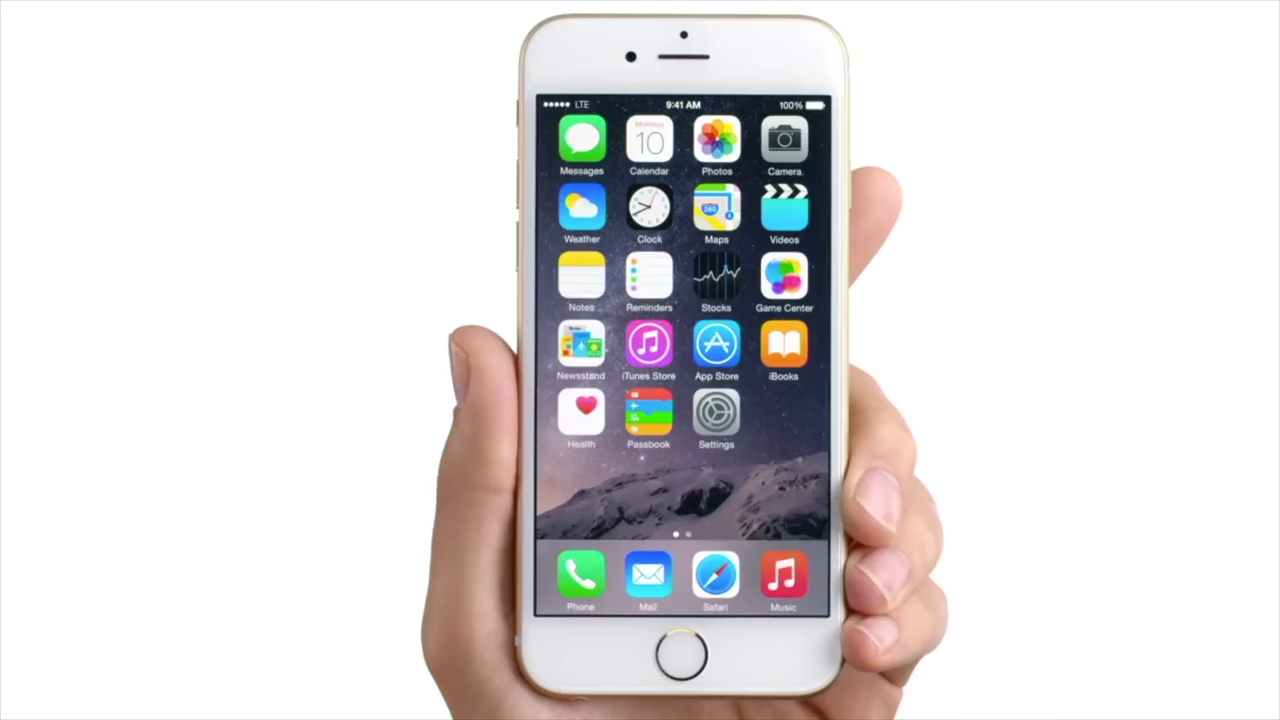 LTE 9:41 AM 100%
Monday
10
Messages Calendar Photos Camera
280
Weather Clock Maps Videos
Notes Reminders Stocks Game Center
Newsstand iTunes Store App Store iBooks
Health Passbook Settings
Phone Mail Safari Music